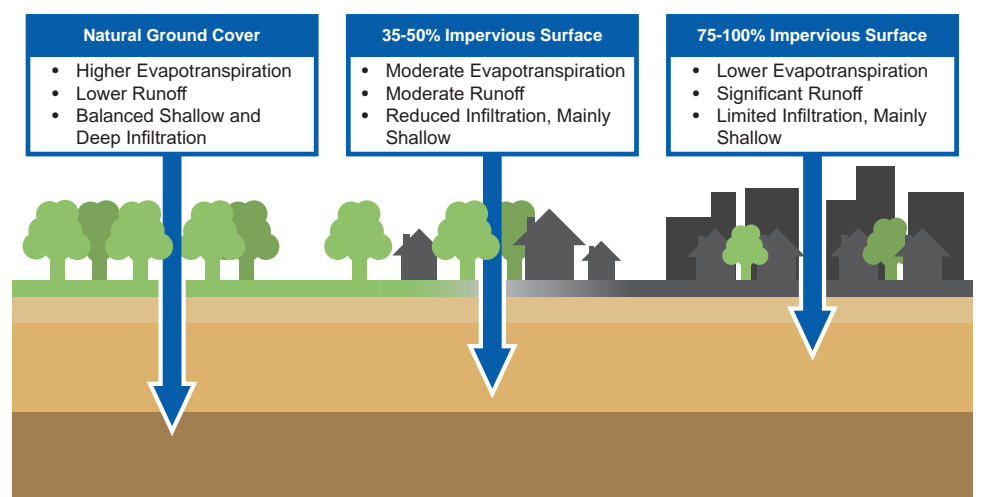 Natural Ground Cover
• Higher Evapotranspiration
• Lower Runoff
• Balanced Shallow and
Deep Infiltration
35-50% Impervious Surface
• Moderate Evapotranspiration
• Moderate Runoff
• Reduced Infiltration, Mainly
Shallow
75-100% Impervious Surface
• Lower Evapotranspiration
• Significant Runoff
• Limited Infiltration, Mainly
Shallow